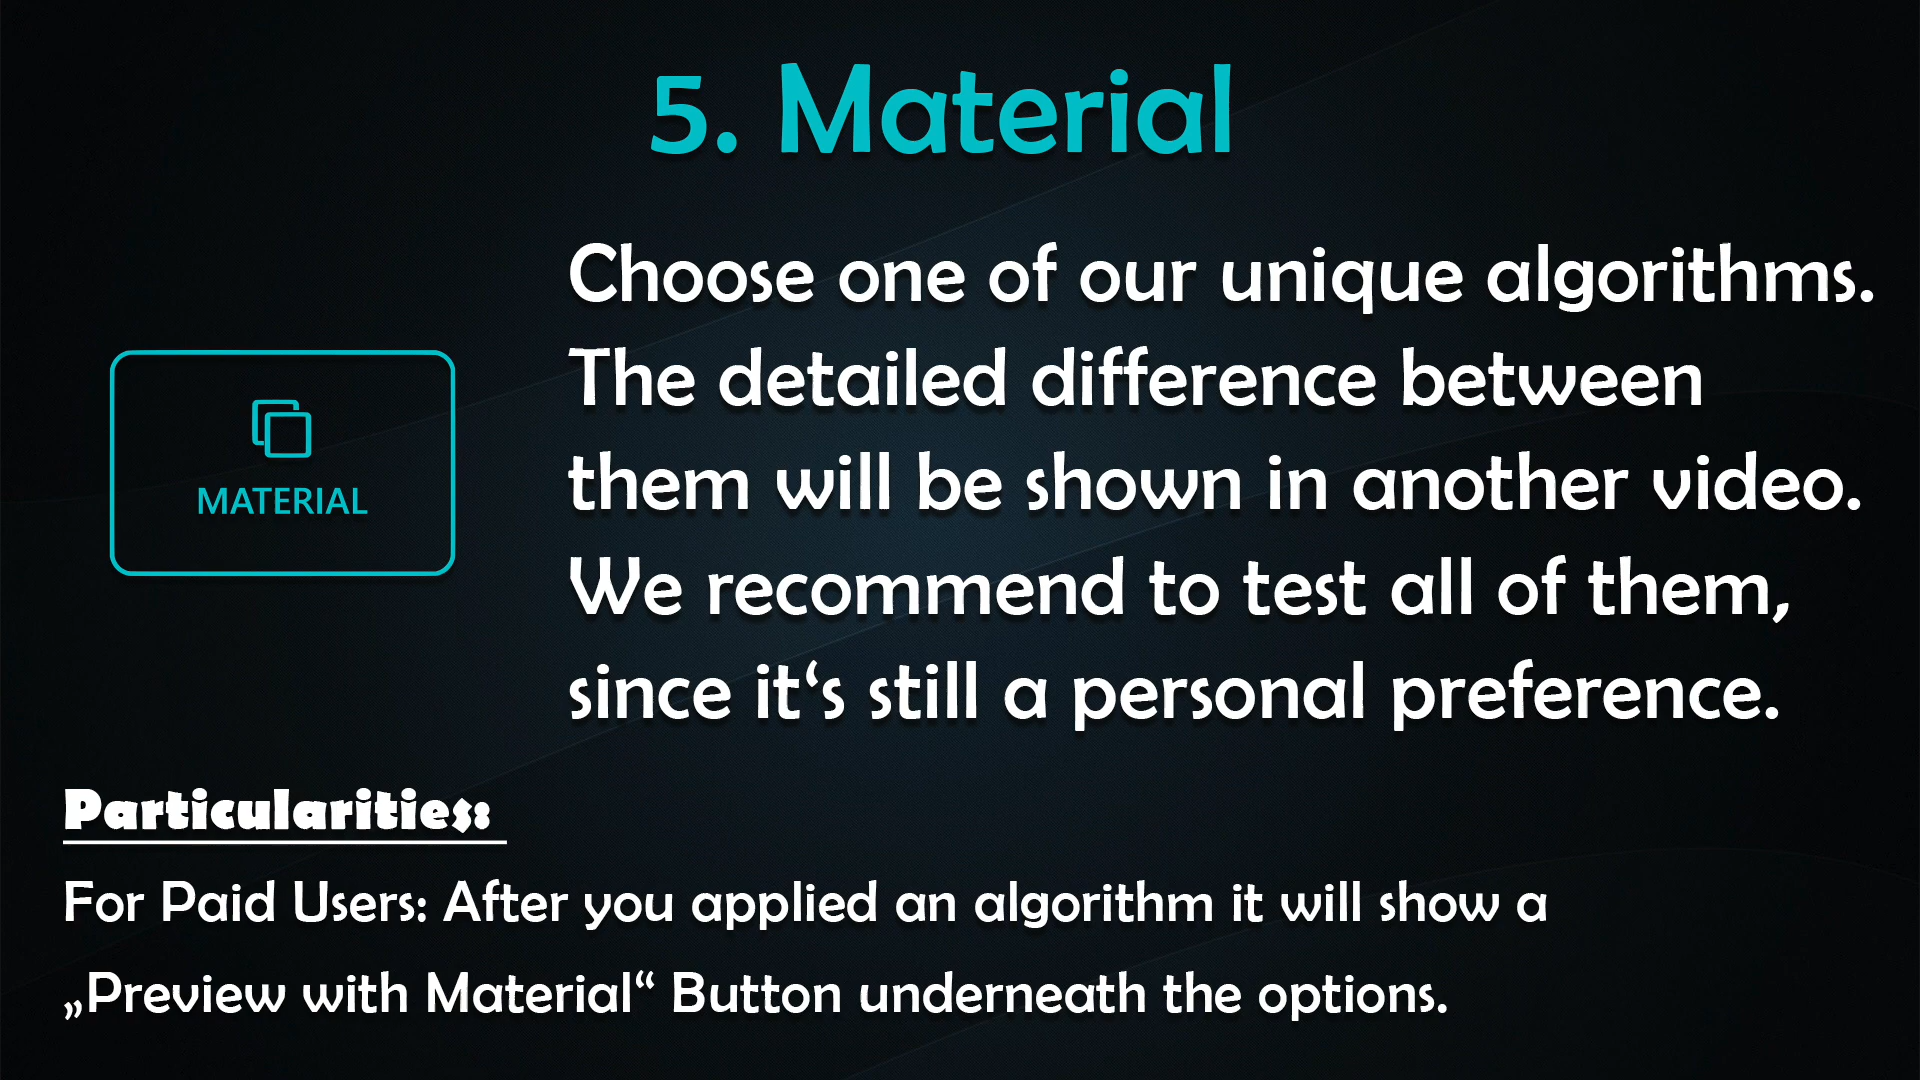 5. Material
MATERIAL
Choose one of our unique algorithms.
The detailed difference between
them will be shown in another video.
We recommend to test all of them,
since it‘s still a personal preference.
Particularities:
For Paid Users: After you applied an algorithm it will show a
„Preview with Material“ Button underneath the options.